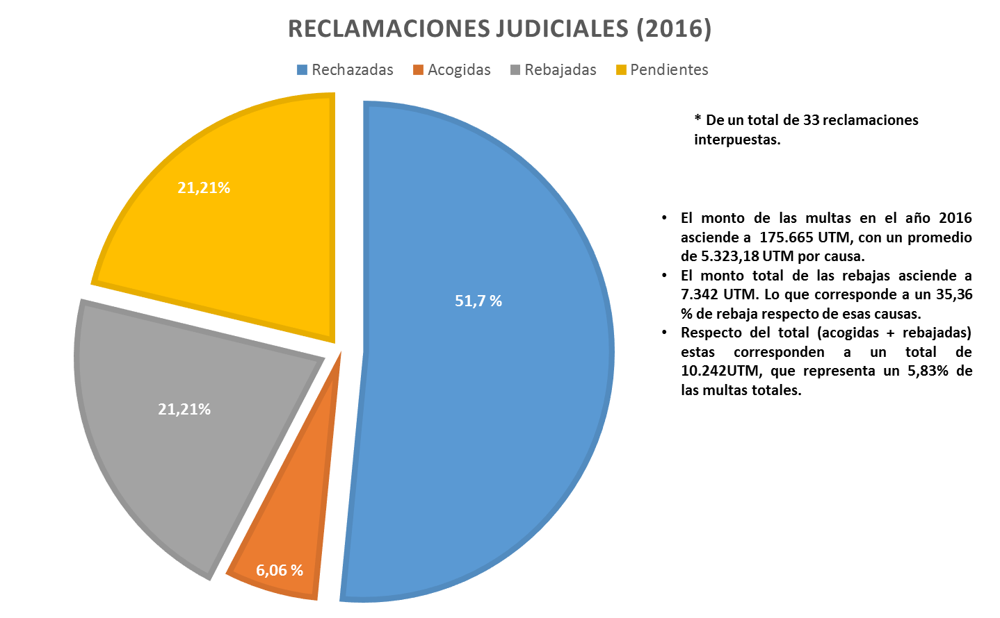 RECLAMACIONES JUDICIALES (2016)
Rechazadas Acogidas Rebajadas Pendientes
* De un total de 33 reclamaciones
interpuestas.
21,21%
51,7 %
21,21%
6,06 %
• El monto de las multas en el año 2016
asciende a 175.665 UTM, con un promedio
de 5.323,18 UTM por causa.
• El monto total de las rebajas asciende a
7.342 UTM. Lo que corresponde a un 35,36
% de rebaja respecto de esas causas.
• Respecto del total (acogidas + rebajadas)
estas corresponden a un total de
10.242UTM, que representa un 5,83% de
las multas totales.